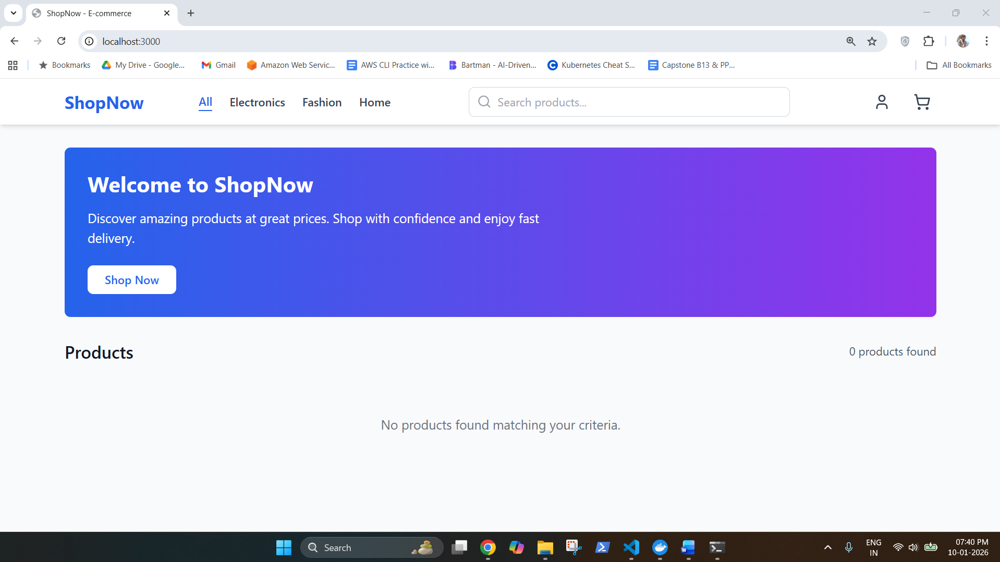 ShopNow - E-commerce
localhost:3000
Bookmarks
My Drive - Google...
Gmail
Amazon Web Servic...
AWS CLI Practice wi...
Bartman - AI-Driven...
Kubernetes Cheat S...
Capstone B13 & PP...
All Bookmarks
ShopNow
All
Electronics
Fashion
Home
Search products...
Welcome to ShopNow
Discover amazing products at great prices. Shop with confidence and enjoy fast
delivery.
Shop Now
Products
0 products found
No products found matching your criteria.
Search
ENG
IN
07:40 PM
10-01-2026